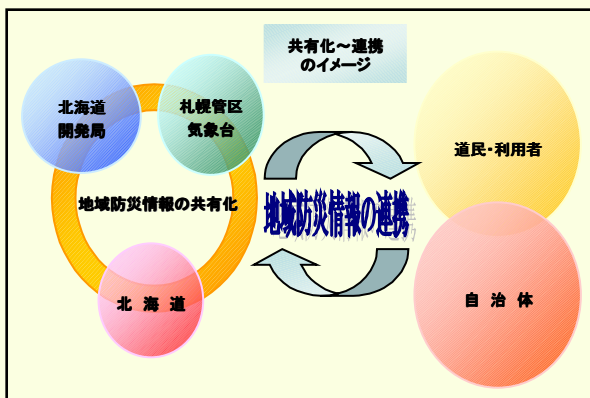 共有化～連携
のイメージ
北海道
開発局
札幌管区
気象台
地域防災情報の共有化
北海道
地域防災情報の連携
道民・利用者
自治体